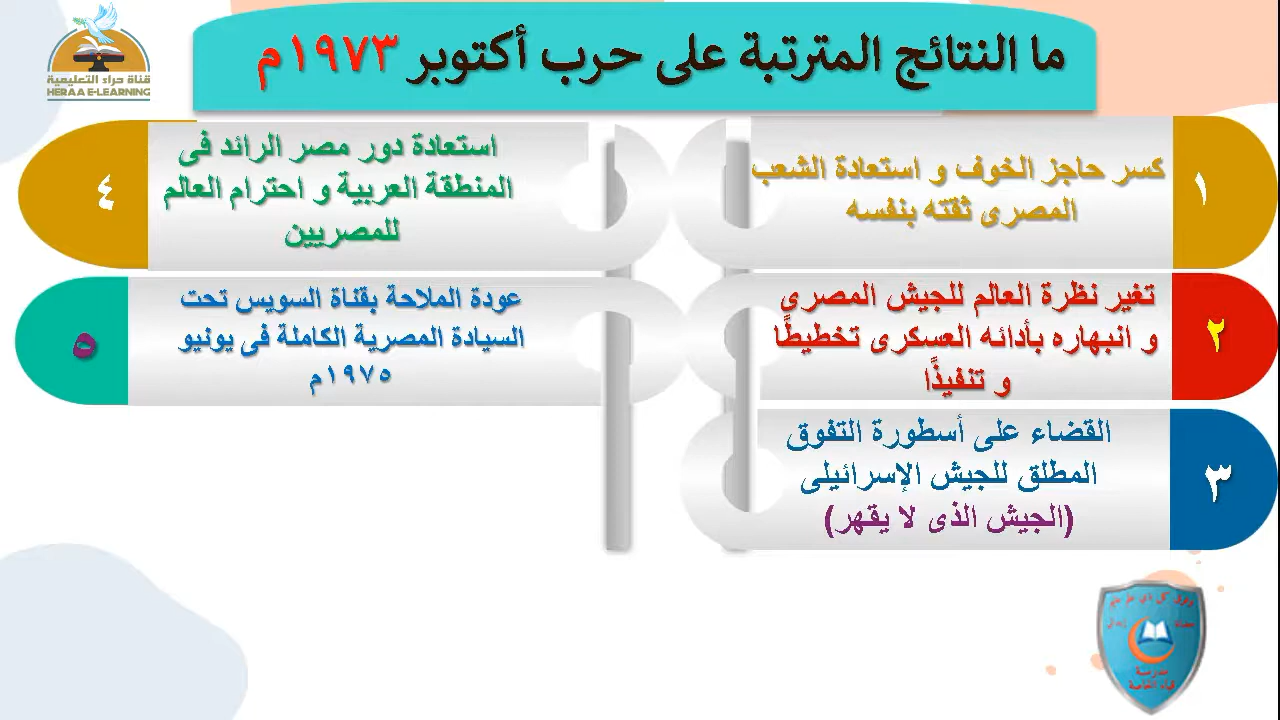 ما النتائج المترتبة على حرب أكتوبر ١٩٧٣م
قناة حراء التعليمية
HERAA E-LEARNING
١
كسر حاجز الخوف و استعادة الشعب
المصرى ثقته بنفسه
٢
تغير نظرة العالم للجيش المصرى
و انبهاره بأدائه العسكرى تخطيطًا
و تنفيذًا
٣
القضاء على أسطورة التفوق
المطلق للجيش الإسرائيلى
(الجيش الذى لا يقهر)
٤
استعادة دور مصر الرائد فى
المنطقة العربية و احترام العالم
للمصريين
٥
عودة الملاحة بقناة السويس تحت
السيادة المصرية الكاملة فى يونيو
١٩٧٥م
مدرسة